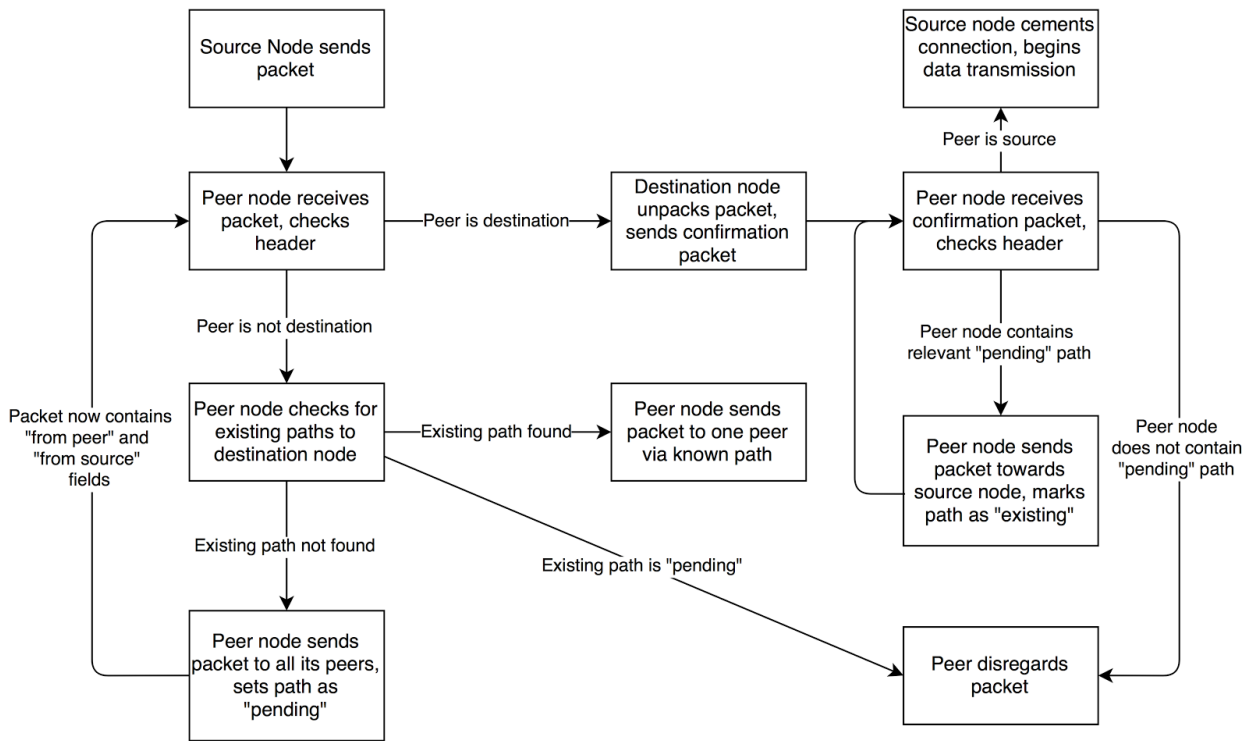 Source Node sends
packet
Source node cements
connection, begins
data transmission
Peer is source
Peer node receives
packet, checks
header
Peer is destination
Destination node
unpacks packet,
sends confirmation
packet
Peer node receives
confirmation packet,
checks header
Peer is not destination
Peer node contains
relevant "pending" path
Packet now contains
"from peer" and
"from source"
fields
Peer node checks for
existing paths to
destination node
Existing path found
Peer node sends
packet to one peer
via known path
Peer node sends
packet towards
source node, marks
path as "existing"
Peer node
does not contain
"pending" path
Existing path not found
Existing path is "pending"
Peer node sends
packet to all its peers,
sets path as
"pending"
Peer disregards
packet